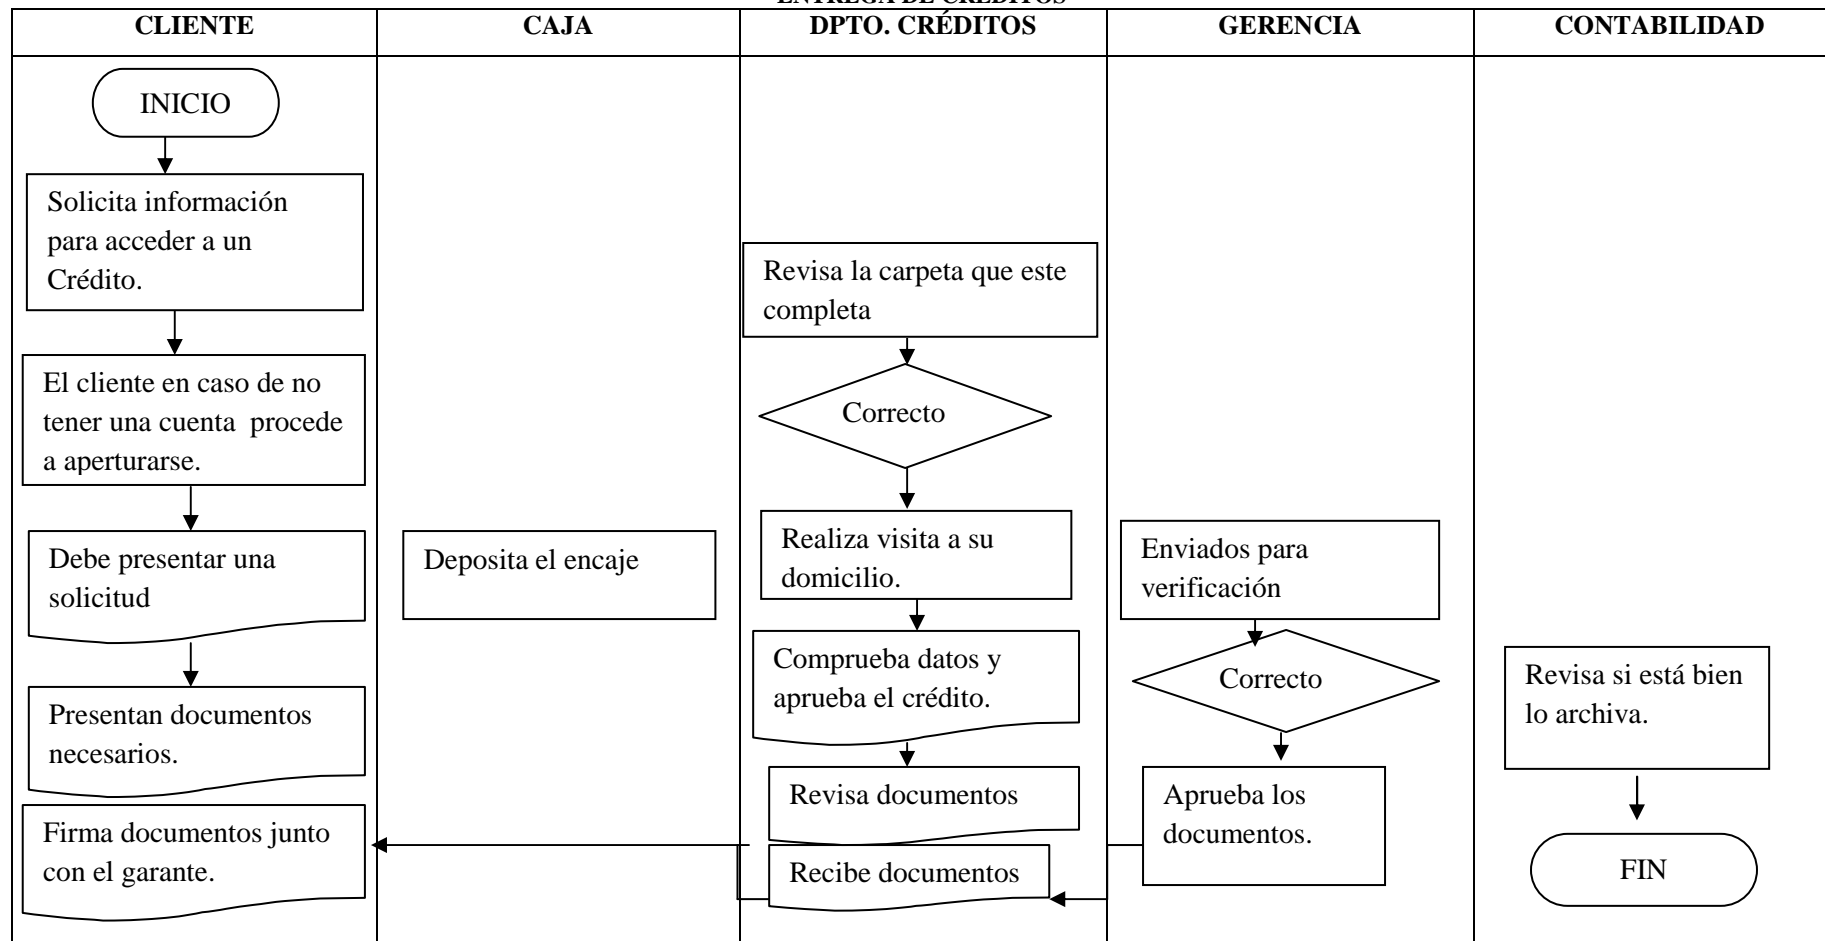 ENTREGA DE CRÉDITOS
CLIENTE
CAJA
DPTO. CRÉDITOS
GERENCIA
CONTABILIDAD
INICIO
Solicita información
para acceder a un
Crédito.
El cliente en caso de no
tener una cuenta procede
a aperturarse.
Debe presentar una
solicitud
Presentan documentos
necesarios.
Firma documentos junto
con el garante.
Deposita el encaje
Revisa la carpeta que este
completa
Correcto
Realiza visita a su
domicilio.
Comprueba datos y
aprueba el crédito.
Revisa documentos
Recibe documentos
Enviados para
verificación
Correcto
Aprueba los
documentos.
Revisa si está bien
lo archiva.
FIN